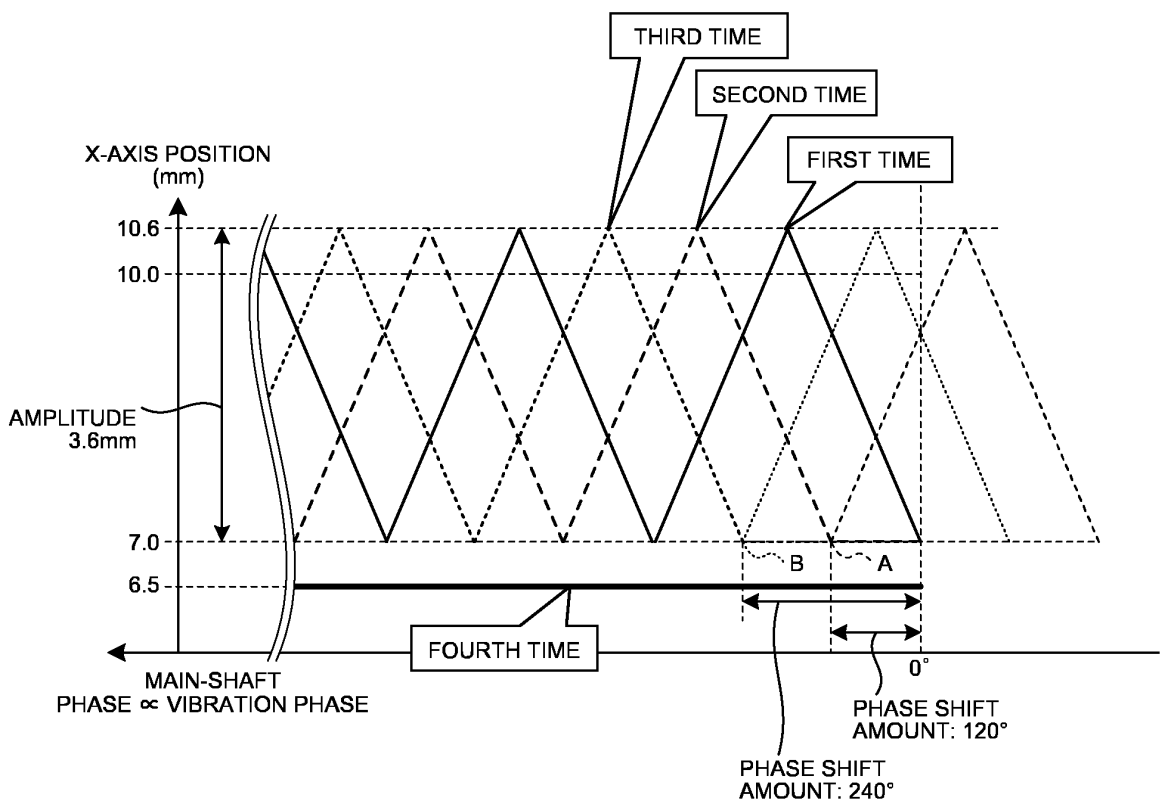 THIRD TIME
SECOND TIME
FIRST TIME
X-AXIS POSITION
(mm)
10.6
10.0
AMPLITUDE
3.6mm
7.0
B
A
6.5
FOURTH TIME
0°
MAIN-SHAFT
PHASE ∝ VIBRATION PHASE
PHASE SHIFT
AMOUNT: 120°
PHASE SHIFT
AMOUNT: 240°